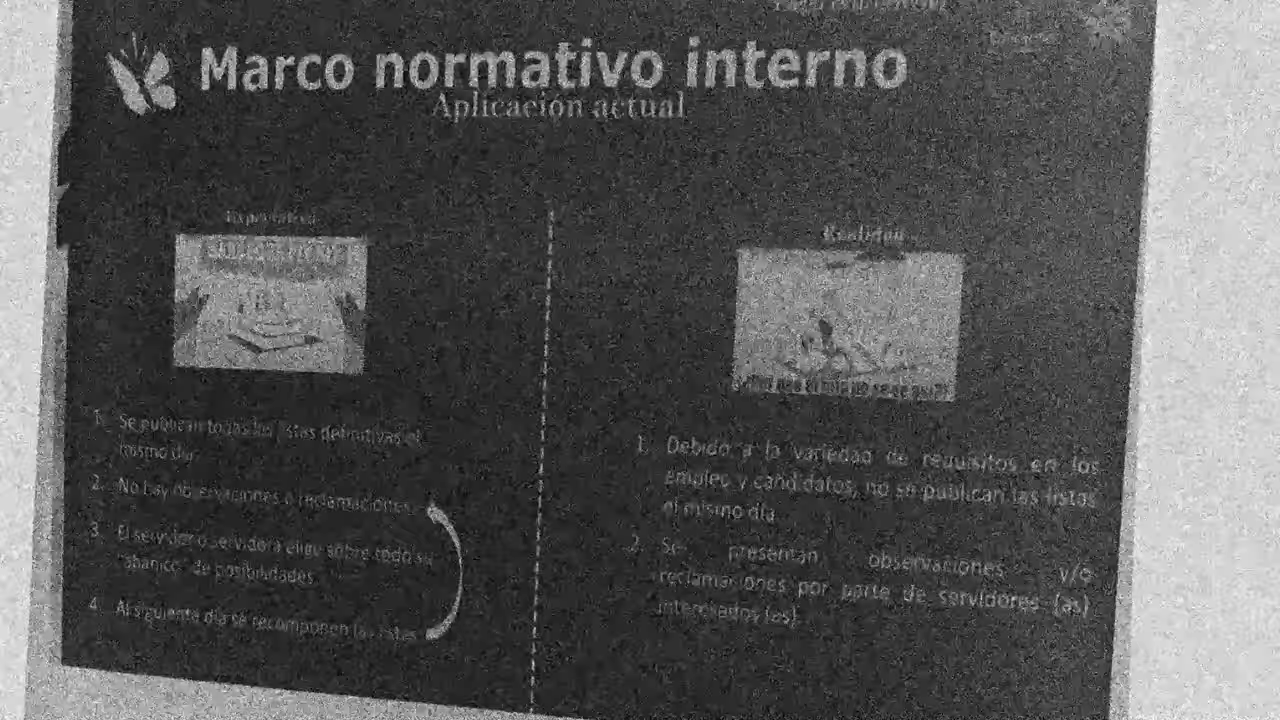 Marco normativo interno
Aplicación actual
Expectativa
1. Se publican todas las listas definitivas el
mismo día
2. No hay observaciones o reclamaciones
3. El servidor o servidora elige sobre todo su
"abanico" de posibilidades
4. Al siguiente día se recomponen las listas
Realidad
1. Debido a la variedad de requisitos en los
empleo y candidatos, no se publican las listas
el mismo día
2. Se presentan observaciones y/o
reclamaciones por parte de servidores (as)
interesados (as)